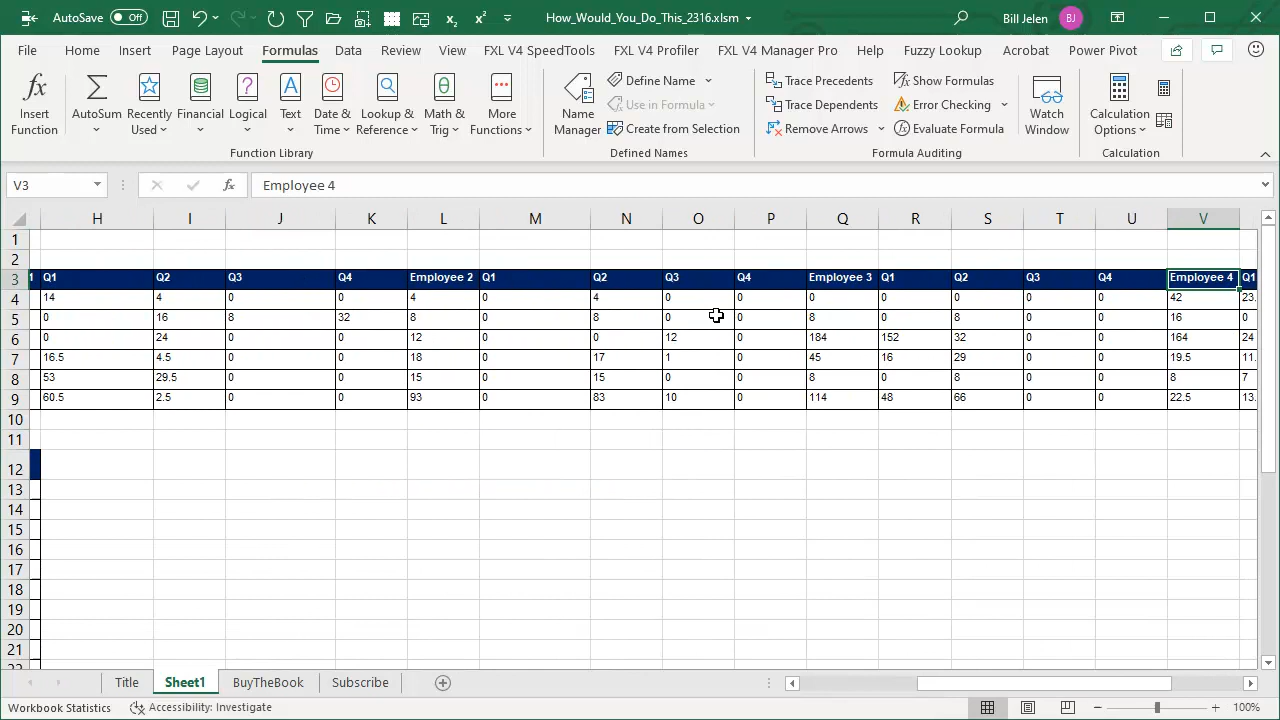 AutoSave Off x₂ x² How_Would_You_Do_This_2316.xlsm Bill Jelen BJ
File Home Insert Page Layout Formulas Data Review View FXL V4 SpeedTools FXL V4 Profiler FXL V4 Manager Pro Help Fuzzy Lookup Acrobat Power Pivot
Insert Function AutoSum Recently Used Financial Logical Text Date & Time Lookup & Reference Math & Trig More Functions
Name Manager Define Name Use in Formula Create from Selection
Trace Precedents Trace Dependents Remove Arrows Show Formulas Error Checking Evaluate Formula Watch Window Calculation Options
Function Library Defined Names Formula Auditing Calculation
V3 fx Employee 4
H I J K L M N O P Q R S T U V
1
2
3 1 Q1 Q2 Q3 Q4 Employee 2 Q1 Q2 Q3 Q4 Employee 3 Q1 Q2 Q3 Q4 Employee 4 Q1
4 14 4 0 0 4 0 4 0 0 0 0 0 0 0 42 23.
5 0 16 8 32 8 0 8 0 0 8 0 8 0 0 16 0
6 0 24 0 0 12 0 0 12 0 184 152 32 0 0 164 24
7 16.5 4.5 0 0 18 0 17 1 0 45 16 29 0 0 19.5 11.
8 53 29.5 0 0 15 0 15 0 0 8 0 8 0 0 8 7
9 60.5 2.5 0 0 93 0 83 10 0 114 48 66 0 0 22.5 13.
10
11
12
13
14
15
16
17
18
19
20
21
Title Sheet1 BuyTheBook Subscribe
Workbook Statistics Accessibility: Investigate 100%